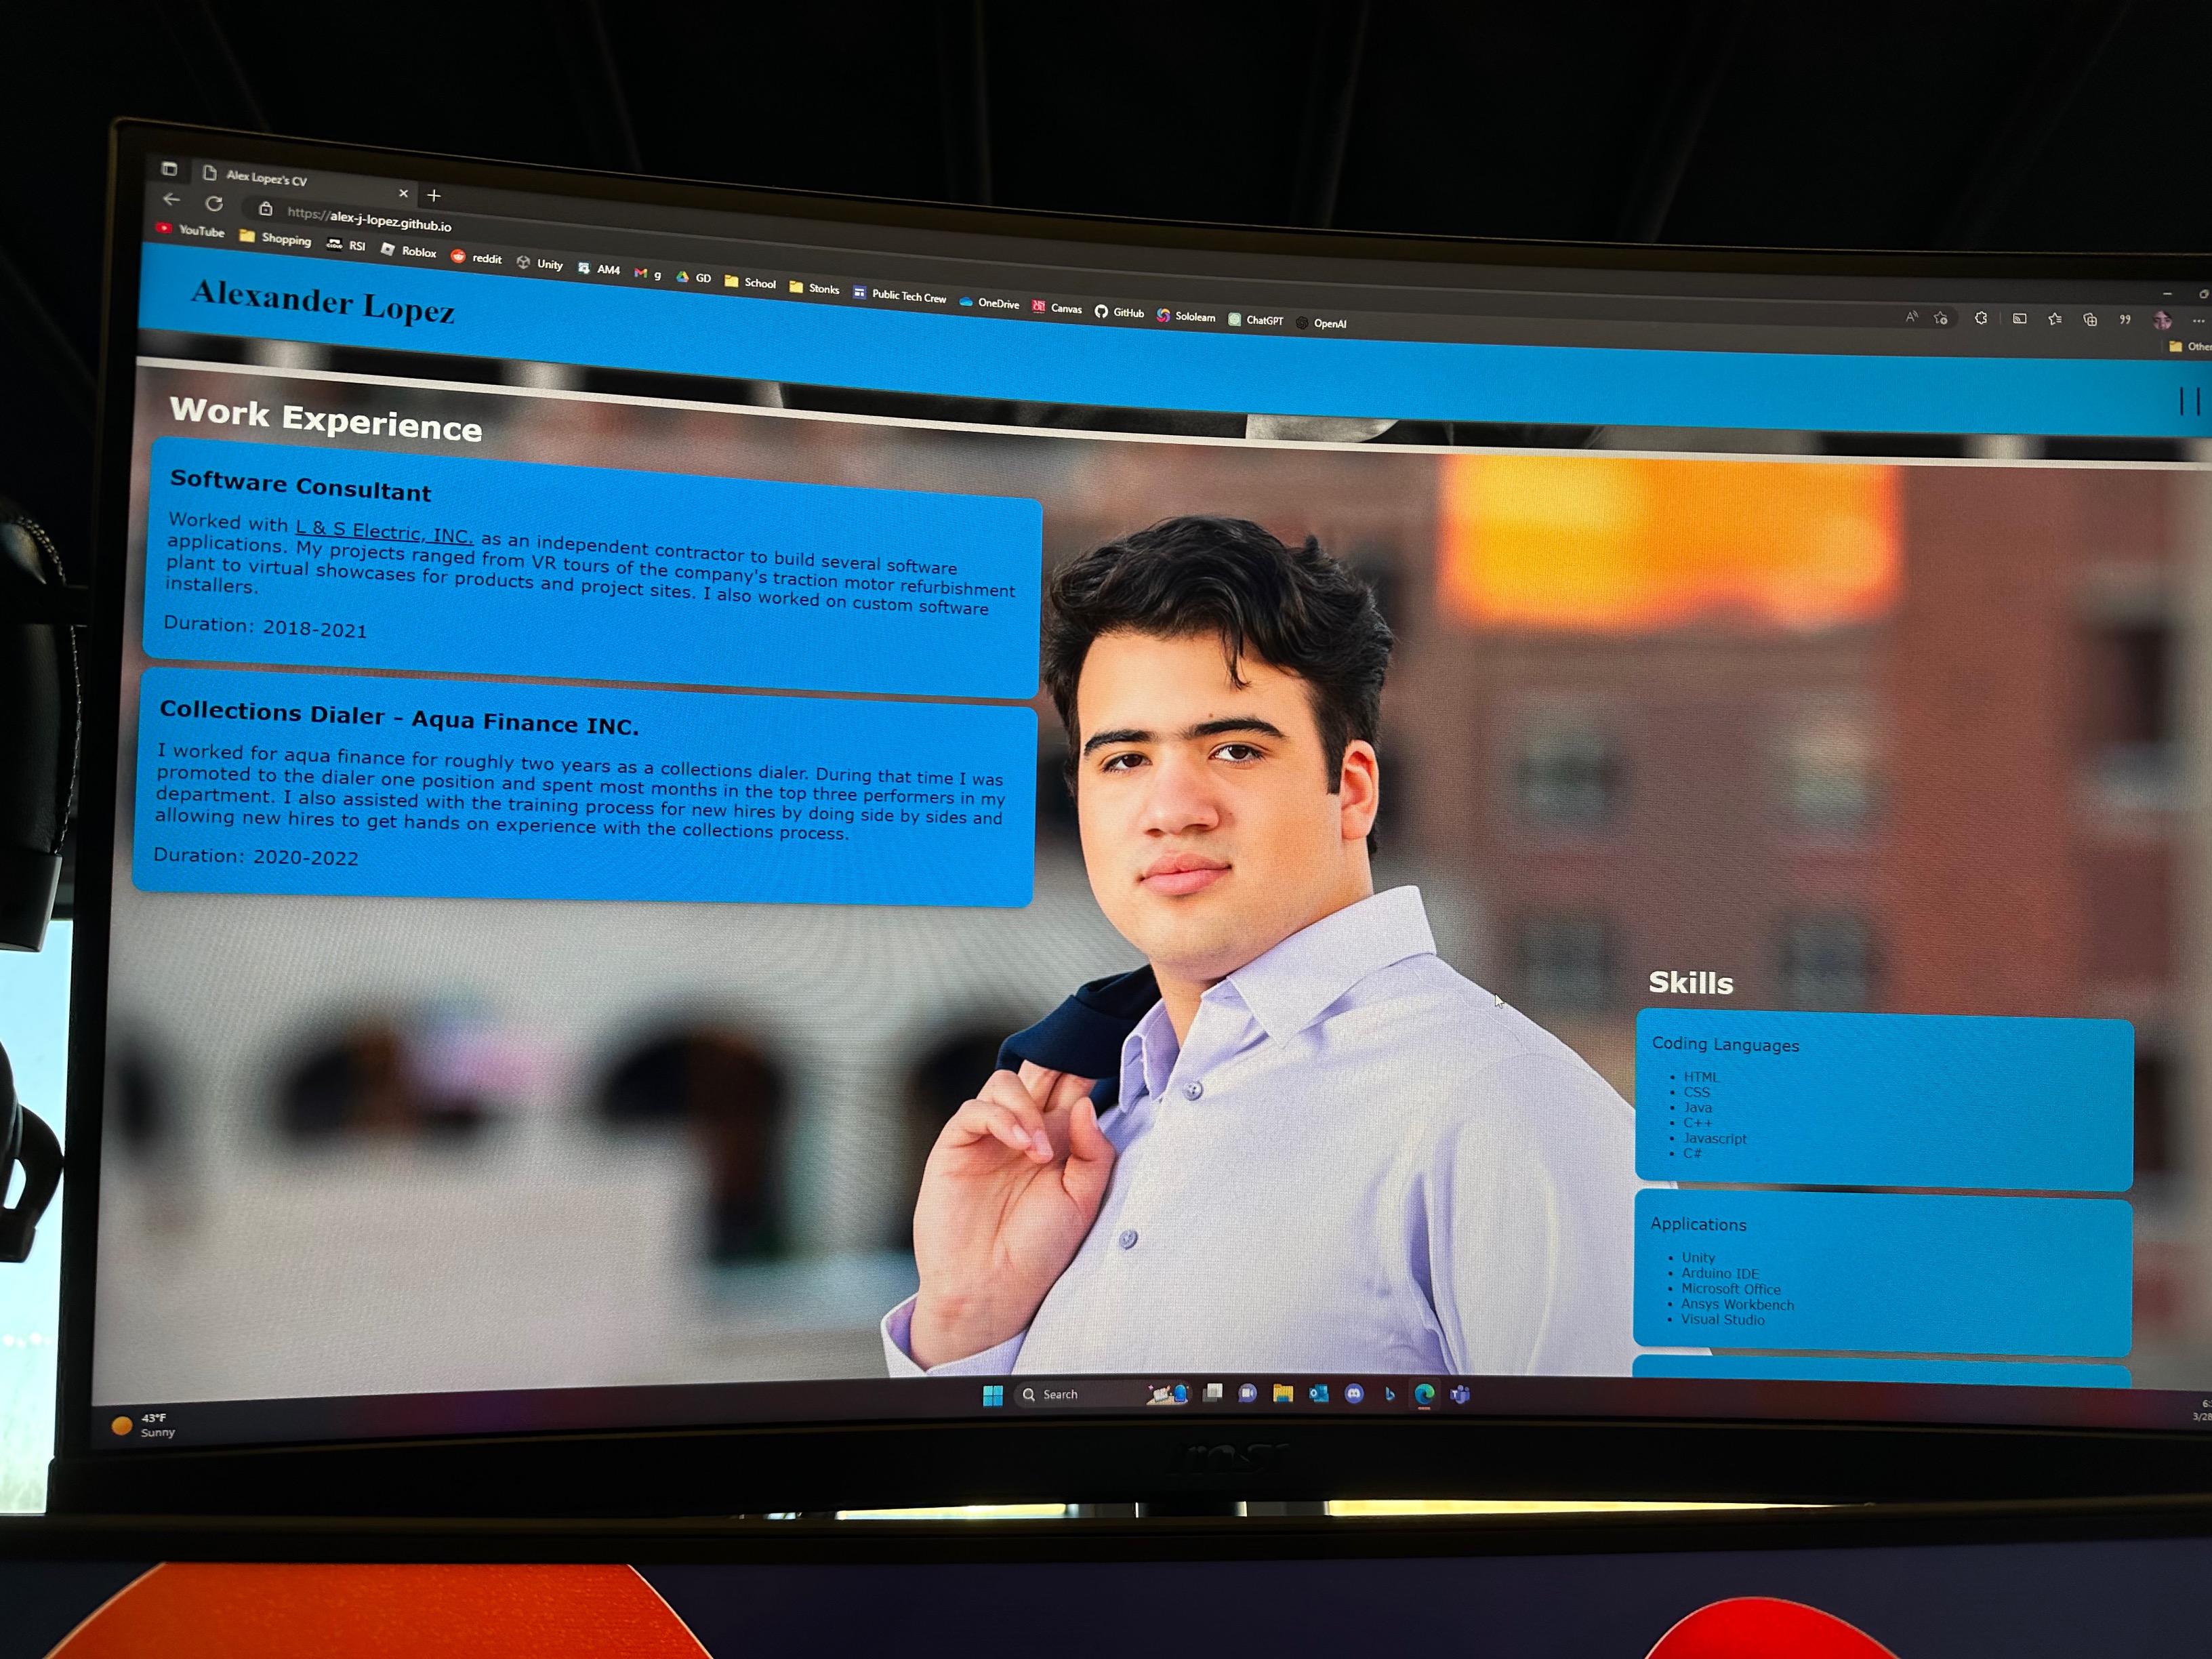 Alex Lopez's CV
https://alex-j-lopez.github.io
YouTube Shopping RSI Roblox reddit Unity AM4 g GD School Stonks Public Tech Crew OneDrive Canvas GitHub Sololearn ChatGPT OpenAI
Other
Alexander Lopez
Work Experience
Software Consultant
Worked with L & S Electric, INC. as an independent contractor to build several software
applications. My projects ranged from VR tours of the company's traction motor refurbishment
plant to virtual showcases for products and project sites. I also worked on custom software
installers.
Duration: 2018-2021
Collections Dialer - Aqua Finance INC.
I worked for aqua finance for roughly two years as a collections dialer. During that time I was
promoted to the dialer one position and spent most months in the top three performers in my
department. I also assisted with the training process for new hires by doing side by sides and
allowing new hires to get hands on experience with the collections process.
Duration: 2020-2022
Skills
Coding Languages
• HTML
• CSS
• Java
• C++
• Javascript
• C#
Applications
• Unity
• Arduino IDE
• Microsoft Office
• Ansys Workbench
• Visual Studio
43°F
Sunny
Search
6:
3/28
msi